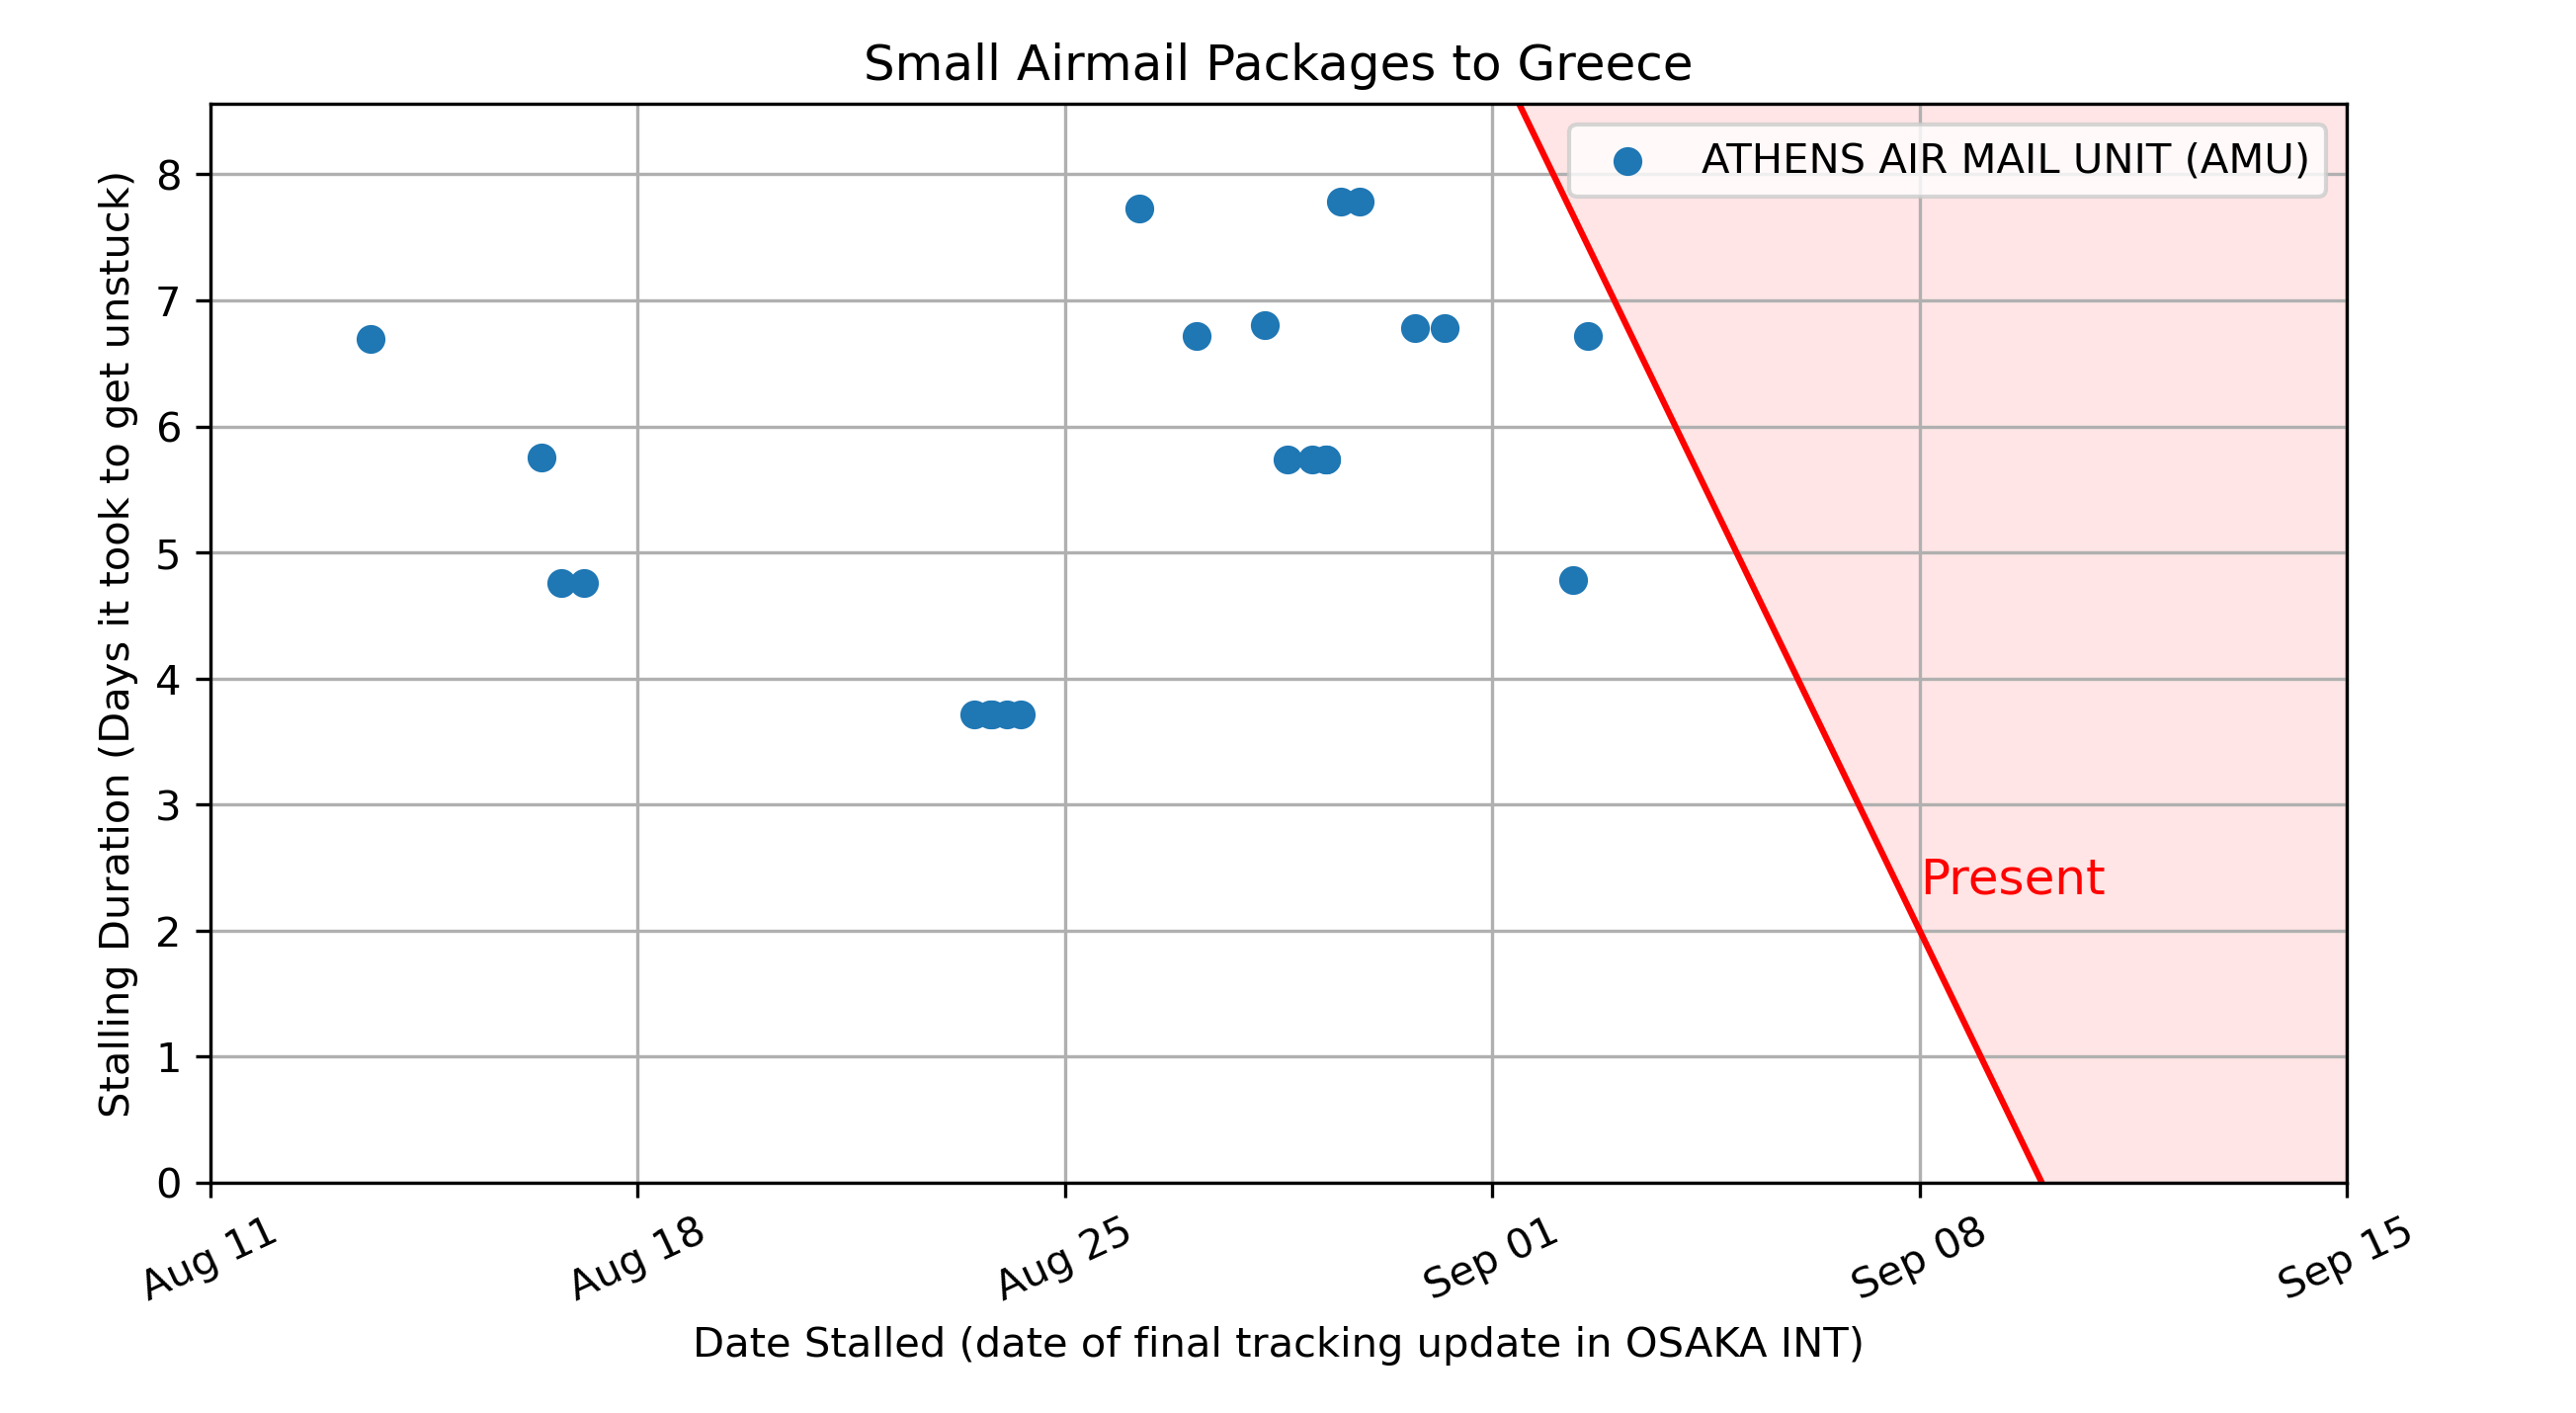 Small Airmail Packages to Greece
ATHENS AIR MAIL UNIT (AMU)
Stalling Duration (Days it took to get unstuck)
8
7
6
5
4
3
2
1
0
Present
Aug 11
Aug 18
Aug 25
Sep 01
Sep 08
Sep 15
Date Stalled (date of final tracking update in OSAKA INT)